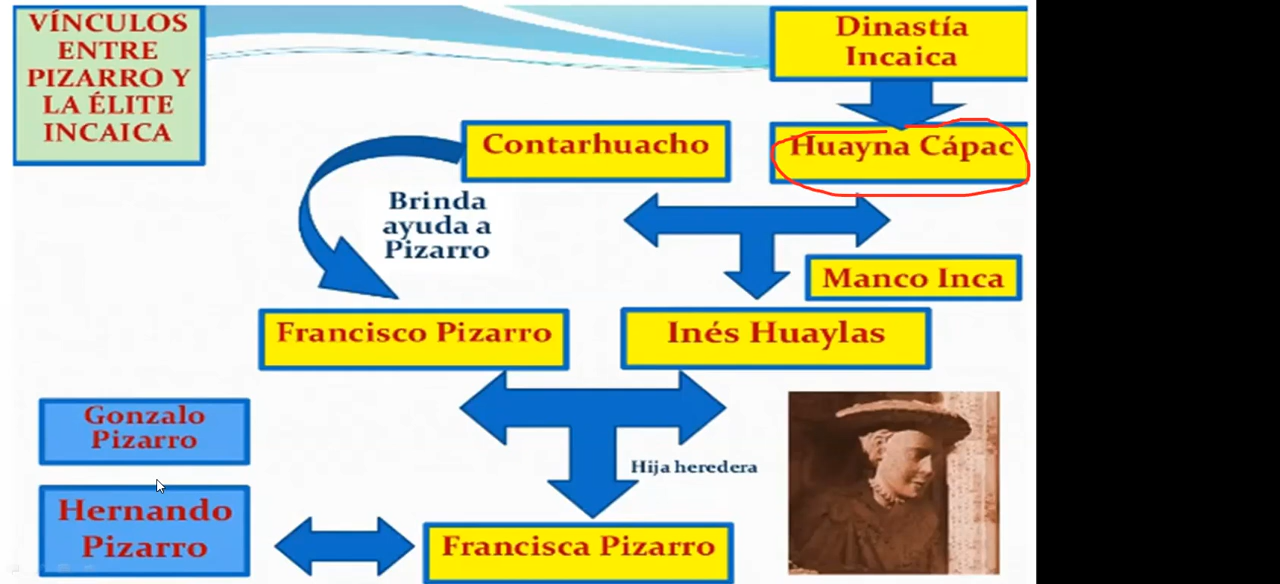 VÍNCULOS
ENTRE
PIZARRO Y
LA ÉLITE
INCAICA
Dinastía
Incaica
Contarhuacho
Huayna Cápac
Brinda
ayuda a
Pizarro
Manco Inca
Francisco Pizarro
Inés Huaylas
Gonzalo
Pizarro
Hija heredera
Hernando
Pizarro
Francisca Pizarro